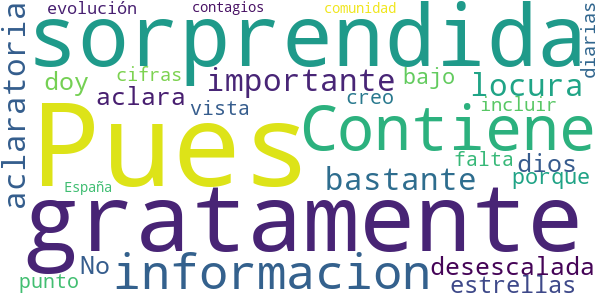 evolución contagios comunidad
sorprendida
aclaratoria
diarias
doy cifras importante bajo locura
aclara vista creo incluir
Pues Contiene
falta dios
España bastante porque
gratamente
No informacion desescalada
punto estrellas